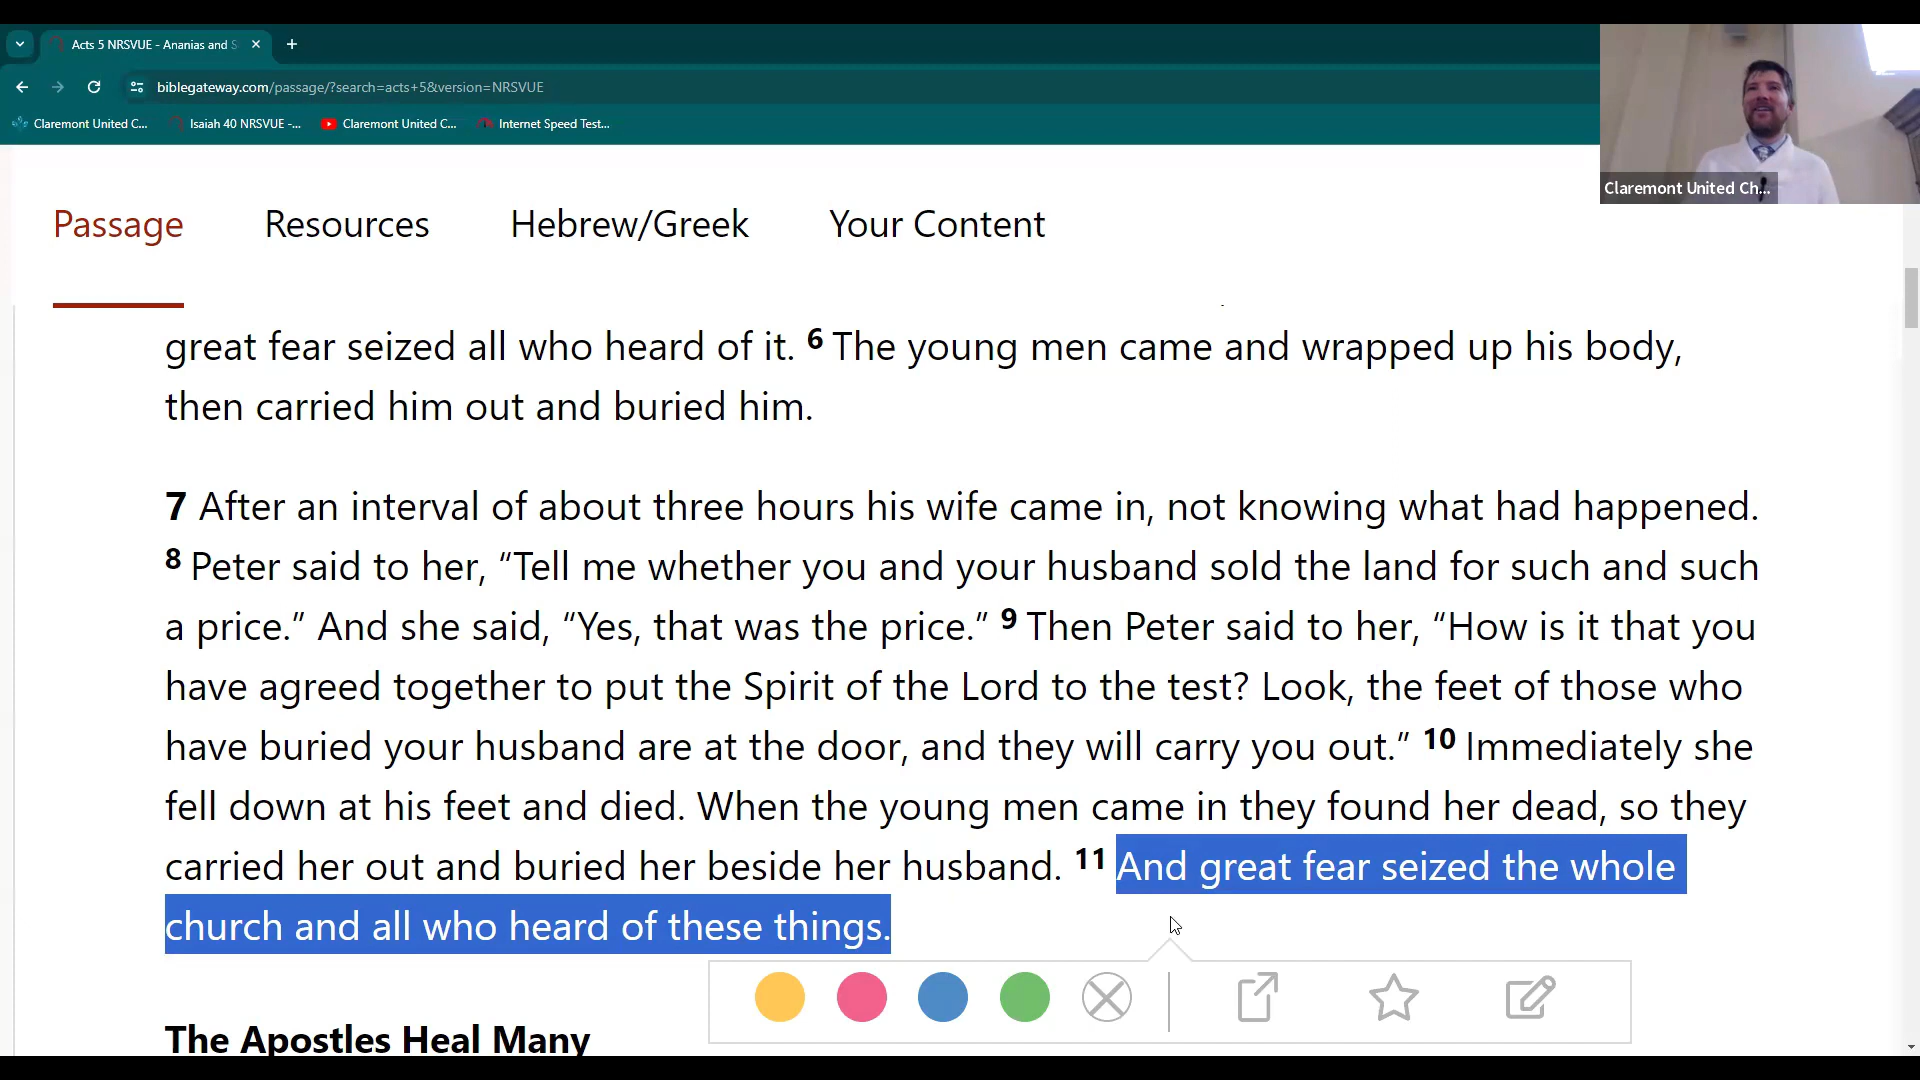 Acts 5 NRSVUE - Ananias and S
biblegateway.com/passage/?search=acts+5&version=NRSVUE
Claremont United C... Isaiah 40 NRSVUE -... Claremont United C... Internet Speed Test...
Claremont United Ch...
Passage Resources Hebrew/Greek Your Content
great fear seized all who heard of it. 6 The young men came and wrapped up his body,
then carried him out and buried him.
7 After an interval of about three hours his wife came in, not knowing what had happened.
8 Peter said to her, “Tell me whether you and your husband sold the land for such and such
a price.” And she said, “Yes, that was the price.” 9 Then Peter said to her, “How is it that you
have agreed together to put the Spirit of the Lord to the test? Look, the feet of those who
have buried your husband are at the door, and they will carry you out.” 10 Immediately she
fell down at his feet and died. When the young men came in they found her dead, so they
carried her out and buried her beside her husband. 11 And great fear seized the whole
church and all who heard of these things.
The Apostles Heal Many